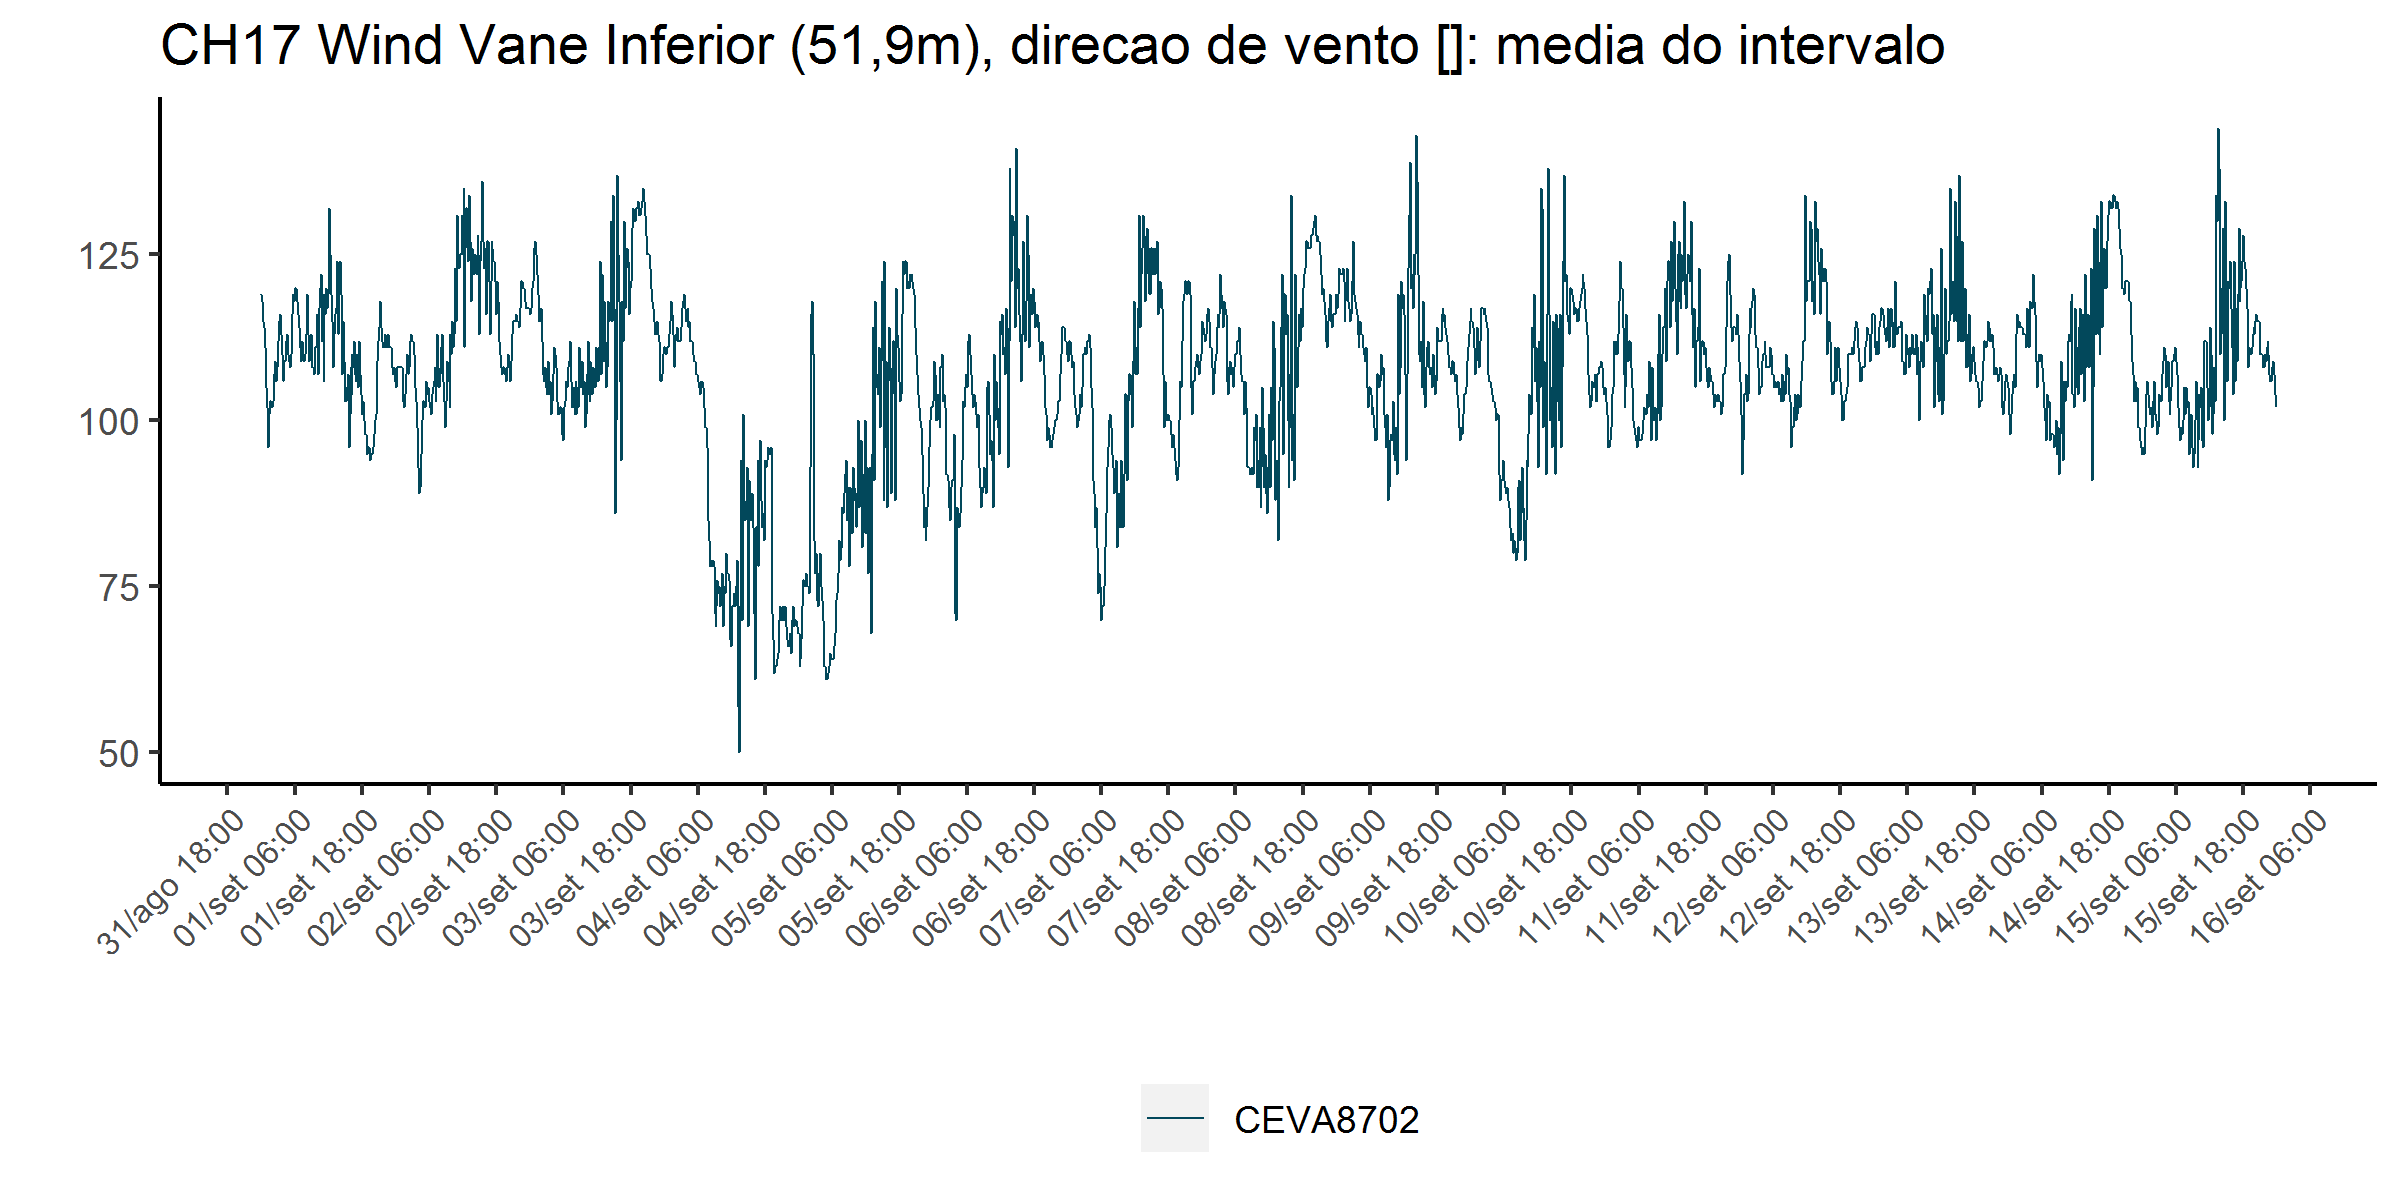 CH17 Wind Vane Inferior (51,9m), direcao de vento []: media do intervalo
125
100
75
50
31/ago 18:00
01/set 06:00
01/set 18:00
02/set 06:00
02/set 18:00
03/set 06:00
03/set 18:00
04/set 06:00
04/set 18:00
05/set 06:00
05/set 18:00
06/set 06:00
06/set 18:00
07/set 06:00
07/set 18:00
08/set 06:00
08/set 18:00
09/set 06:00
09/set 18:00
10/set 06:00
10/set 18:00
11/set 06:00
11/set 18:00
12/set 06:00
12/set 18:00
13/set 06:00
13/set 18:00
14/set 06:00
14/set 18:00
15/set 06:00
15/set 18:00
16/set 06:00
CEVA8702